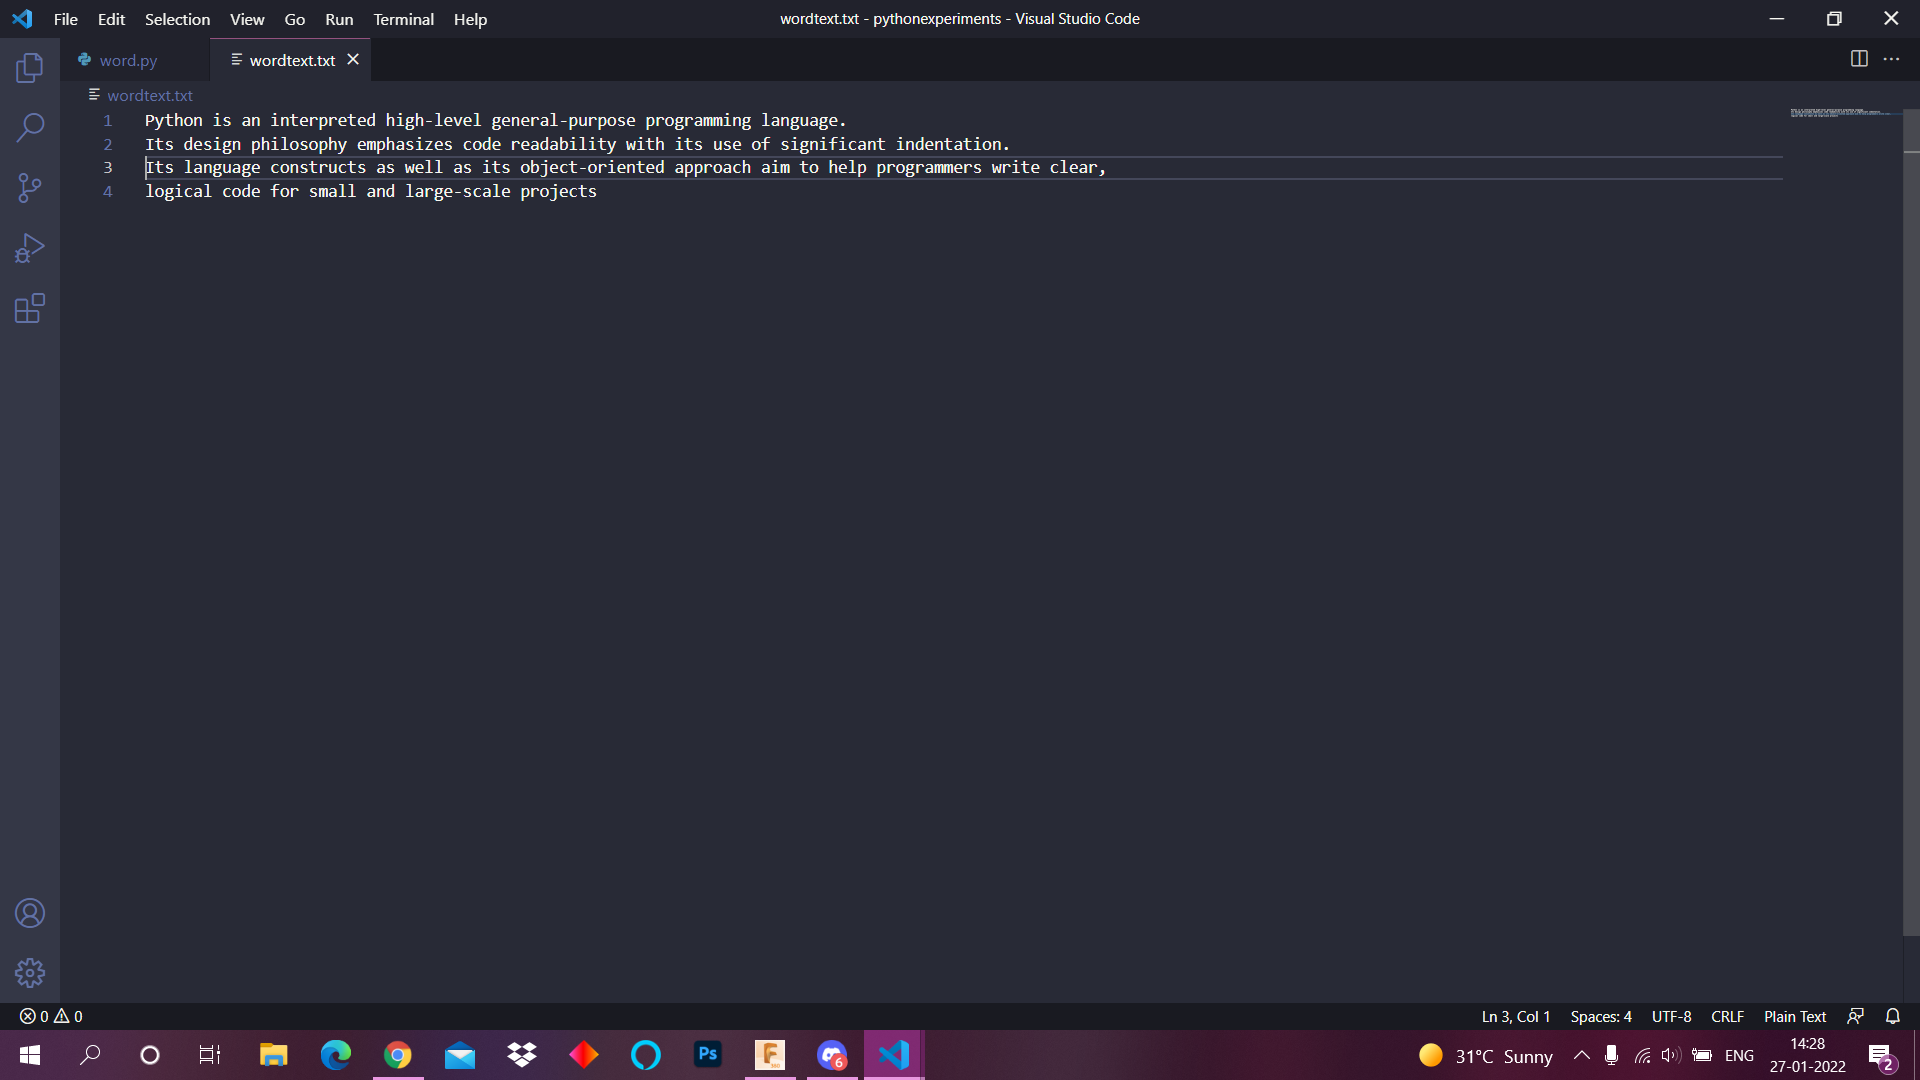 File Edit Selection View Go Run Terminal Help
wordtext.txt - pythonexperiments - Visual Studio Code
word.py
wordtext.txt
wordtext.txt
1 Python is an interpreted high-level general-purpose programming language.
2 Its design philosophy emphasizes code readability with its use of significant indentation.
3 Its language constructs as well as its object-oriented approach aim to help programmers write clear,
4 logical code for small and large-scale projects
0 0
Ln 3, Col 1 Spaces: 4 UTF-8 CRLF Plain Text
Ps
F
6
31°C Sunny
ENG
14:28
27-01-2022
2